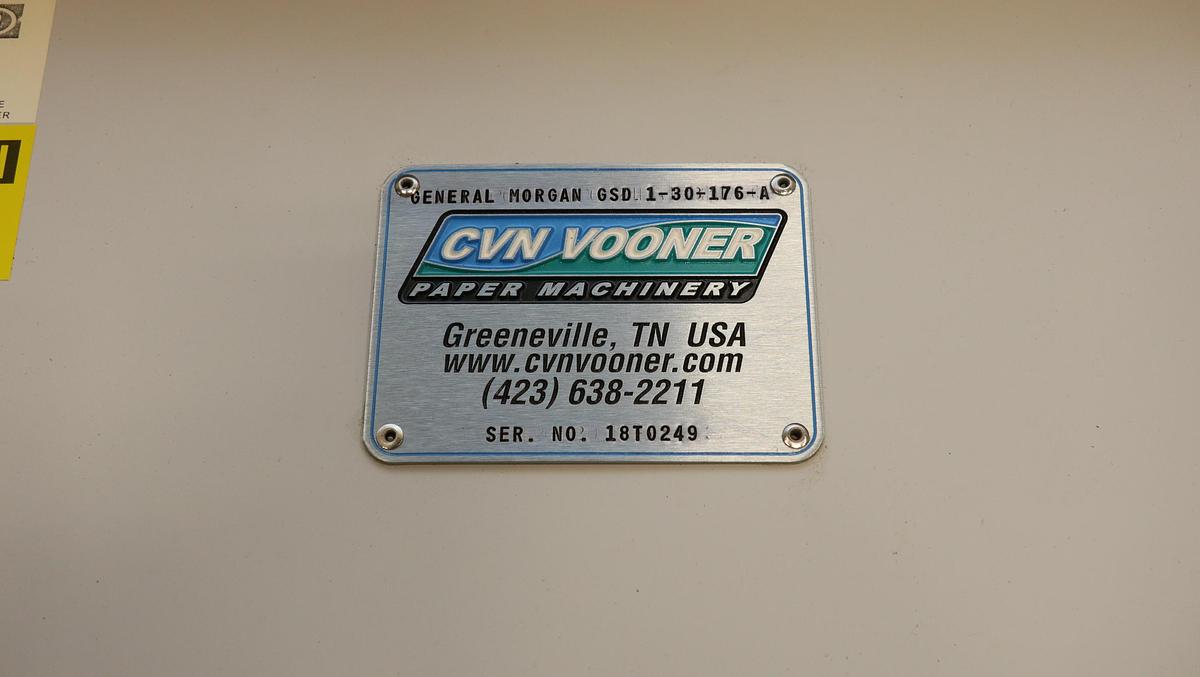 GENERAL MORGAN GSD 1-30-176-A
CVN VOONER
PAPER MACHINERY
Greeneville, TN USA
www.cvnvooner.com
(423) 638-2211
SER. NO. 18T0249